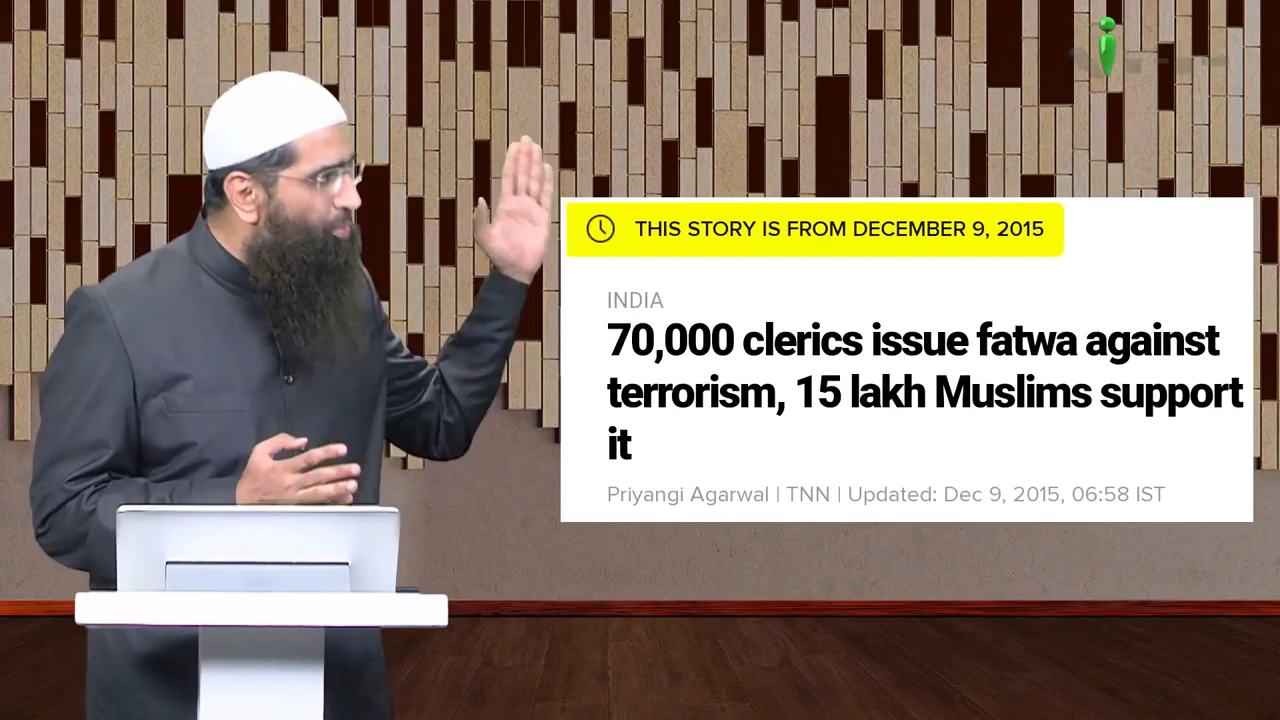 THIS STORY IS FROM DECEMBER 9, 2015
INDIA
70,000 clerics issue fatwa against
terrorism, 15 lakh Muslims support
it
Priyangi Agarwal | TNN | Updated: Dec 9, 2015, 06:58 IST